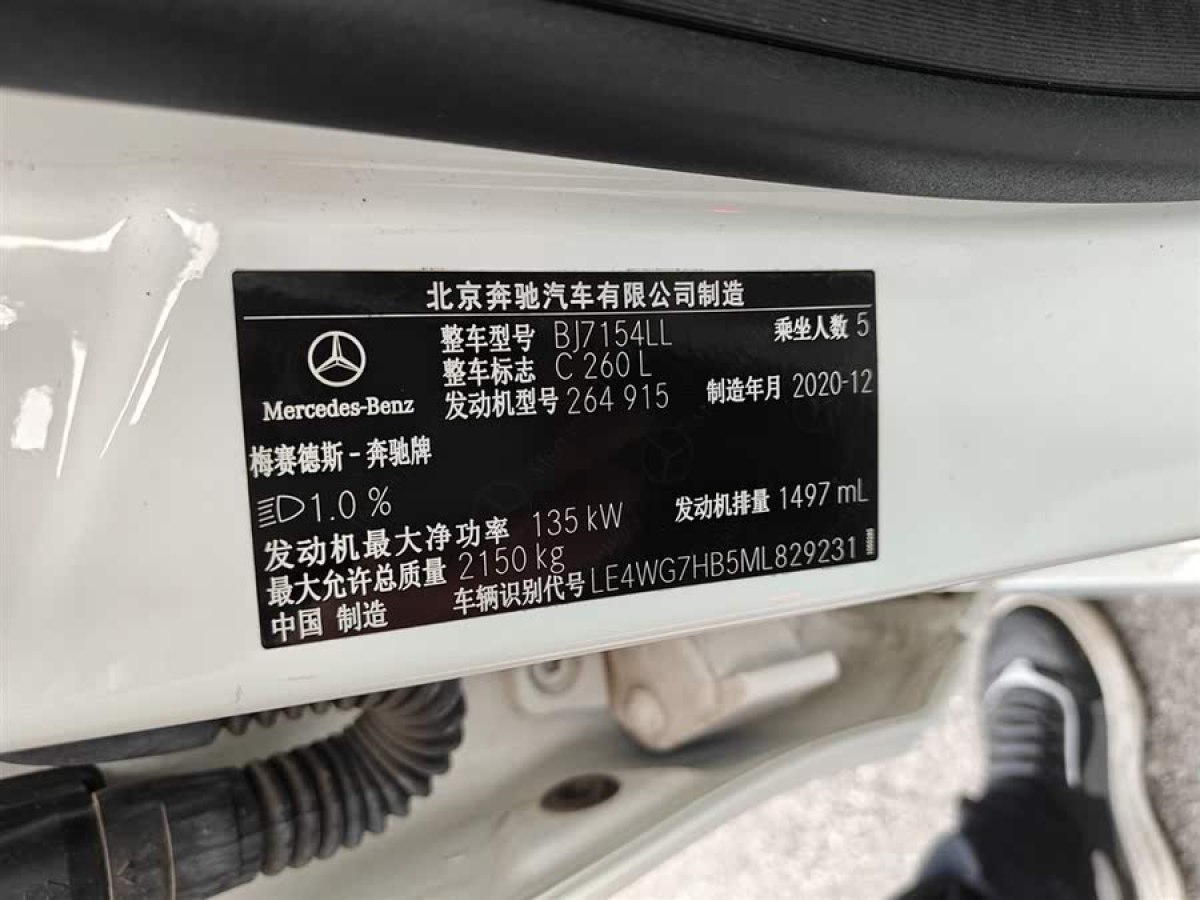 北京奔驰汽车有限公司制造
整车型号 BJ7154LL 乘坐人数 5
整车标志 C 260 L
发动机型号 264 915 制造年月 2020-12
Mercedes-Benz
梅赛德斯-奔驰牌
1.0 %
发动机最大净功率 135 kW 发动机排量 1497 mL
最大允许总质量 2150 kg
中国 制造 车辆识别代号 LE4WG7HB5ML829231